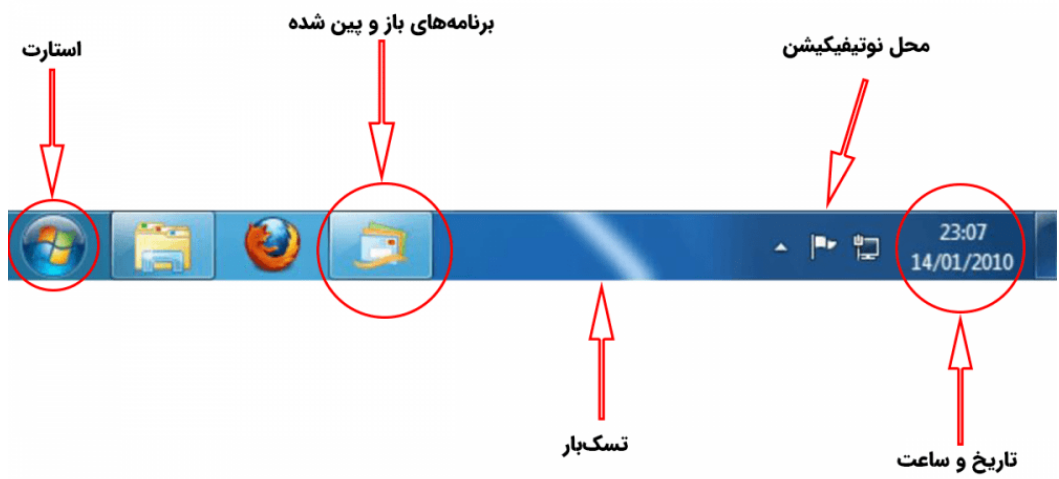 برنامه‌های باز و پین شده
محل نوتیفیکیشن
استارت
23:07
14/01/2010
تسک‌بار
تاریخ و ساعت